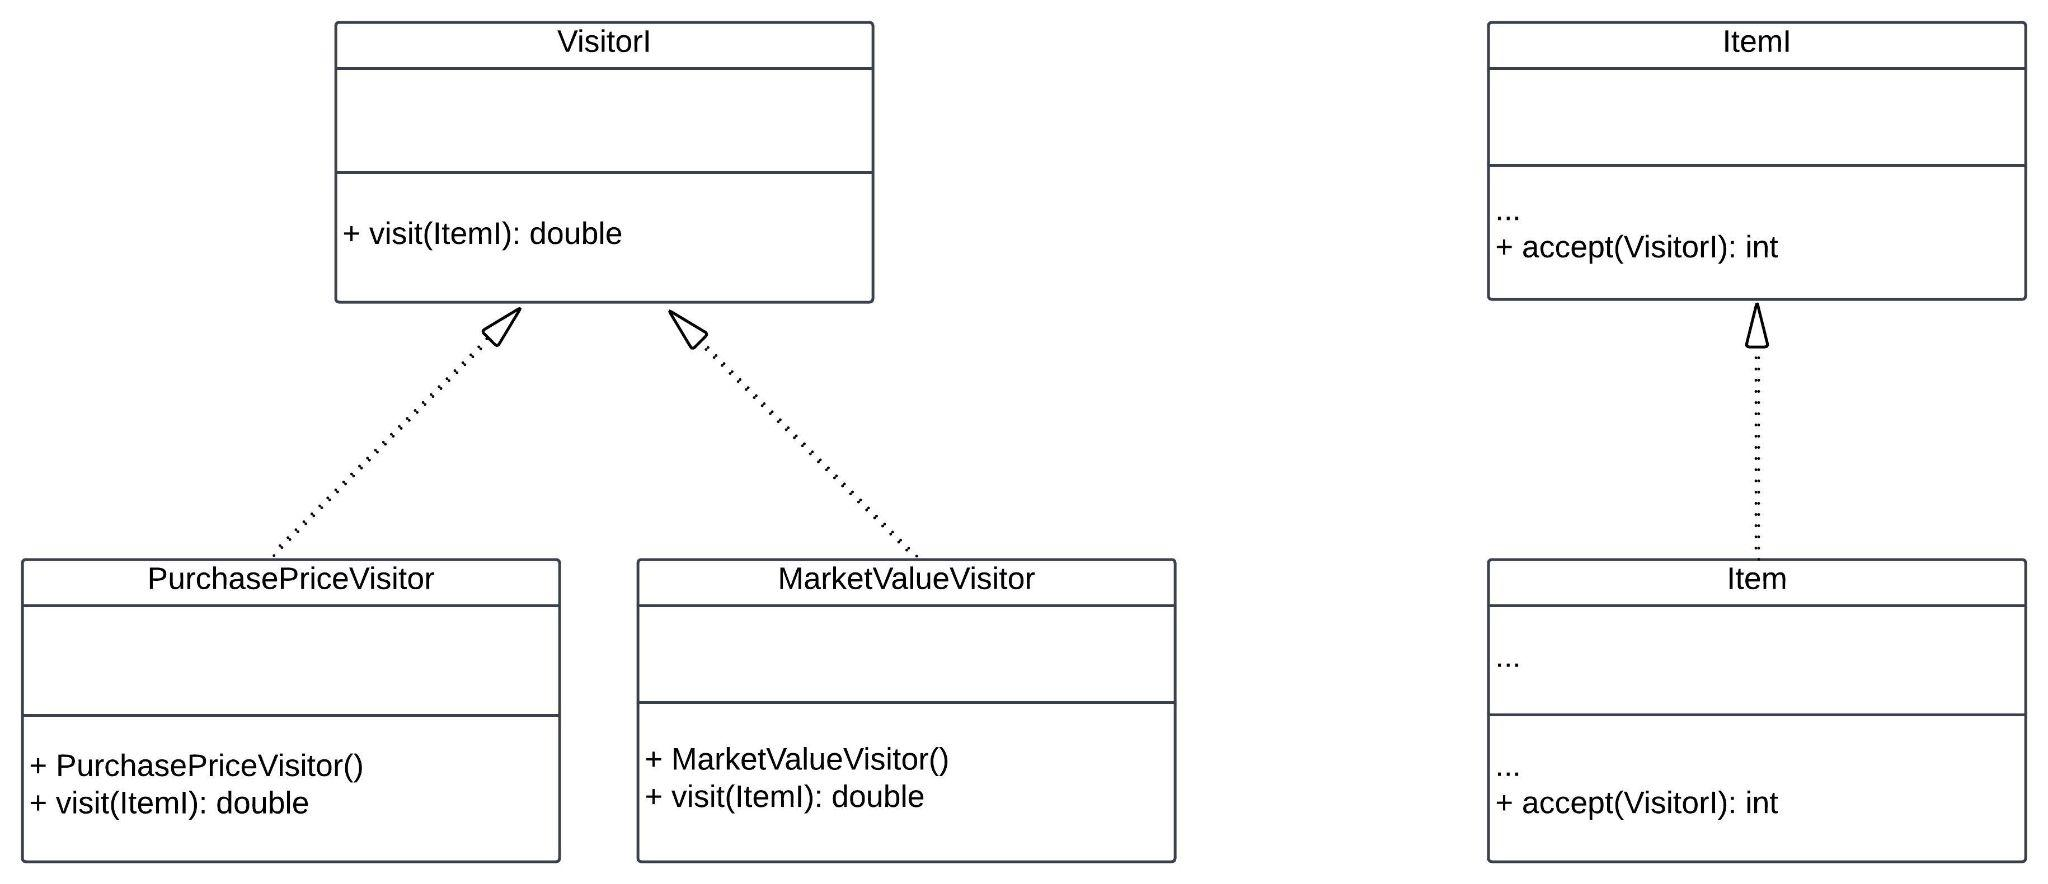 VisitorI
+ visit(ItemI): double
ItemI
...
+ accept(VisitorI): int
PurchasePriceVisitor
+ PurchasePriceVisitor()
+ visit(ItemI): double
MarketValueVisitor
+ MarketValueVisitor()
+ visit(ItemI): double
Item
...
...
+ accept(VisitorI): int